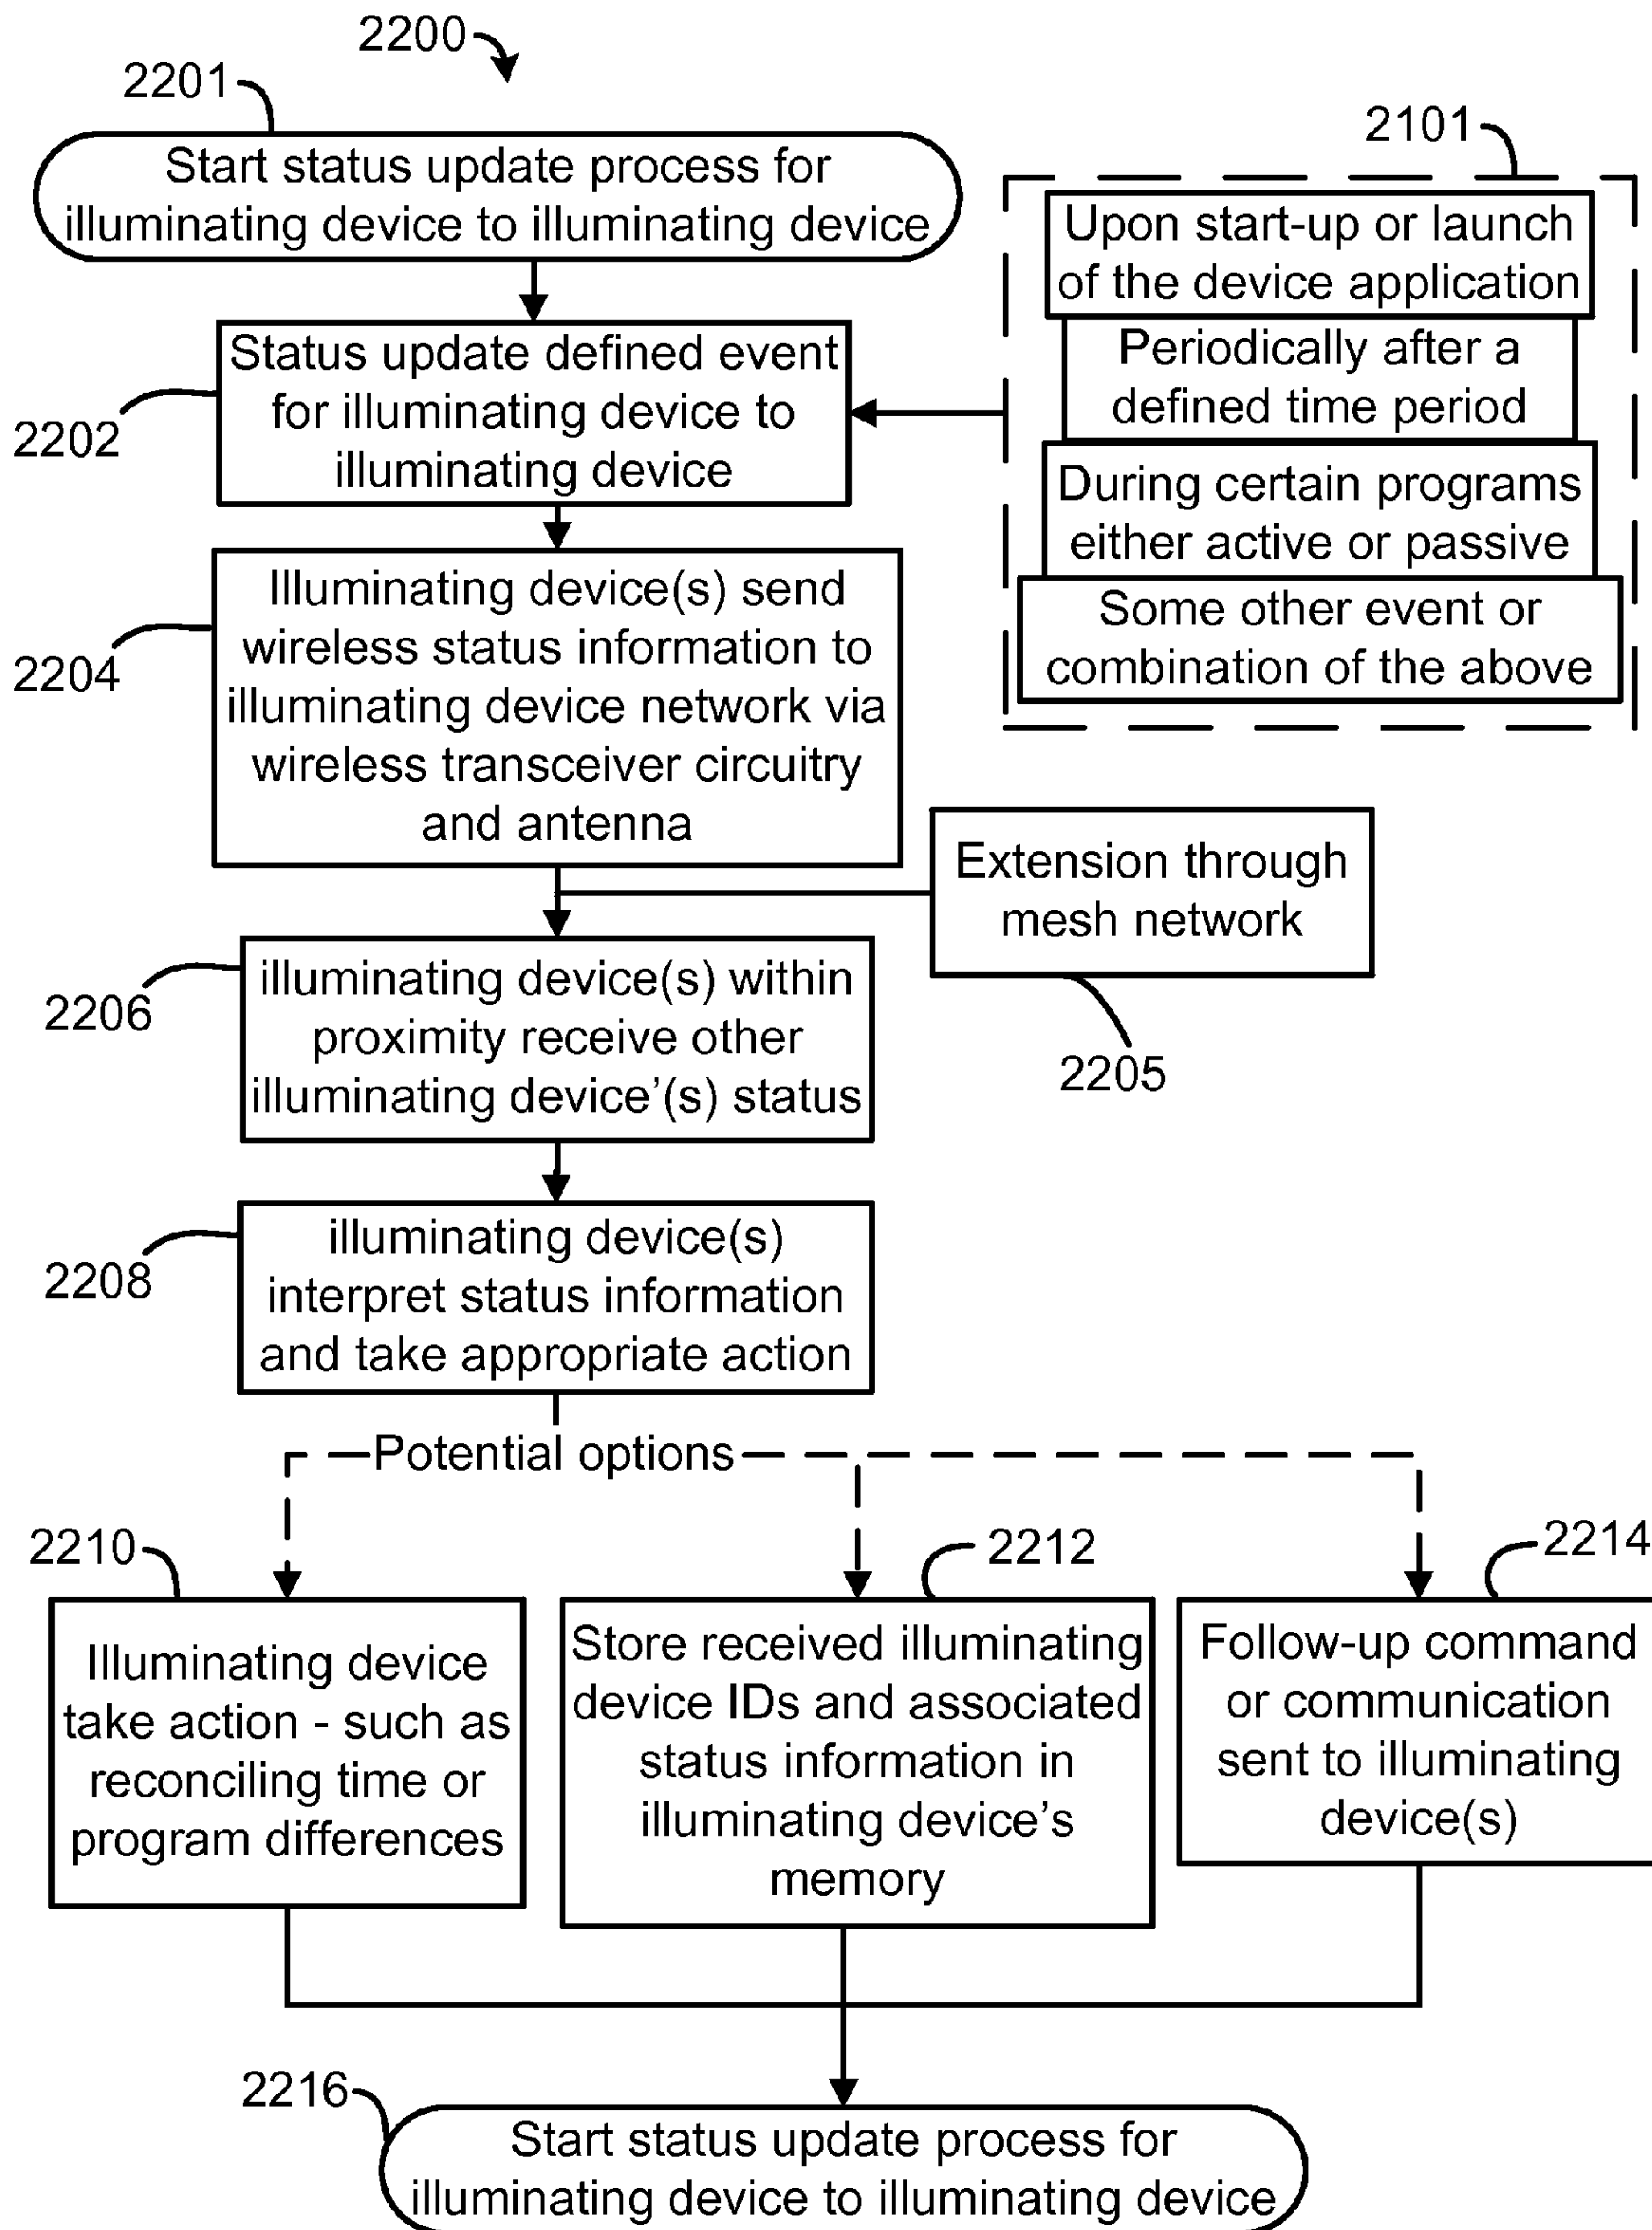 2200
2201
Start status update process for
illuminating device to illuminating device
2101
Upon start-up or launch
of the device application
Periodically after a
defined time period
During certain programs
either active or passive
Some other event or
combination of the above
Status update defined event
for illuminating device to
illuminating device
2202
Illuminating device(s) send
wireless status information to
illuminating device network via
wireless transceiver circuitry
and antenna
2204
Extension through
mesh network
2205
illuminating device(s) within
proximity receive other
illuminating device'(s) status
2206
illuminating device(s)
interpret status information
and take appropriate action
2208
Potential options
2210
Illuminating device
take action - such as
reconciling time or
program differences
2212
Store received illuminating
device IDs and associated
status information in
illuminating device's
memory
2214
Follow-up command
or communication
sent to illuminating
device(s)
2216
Start status update process for
illuminating device to illuminating device